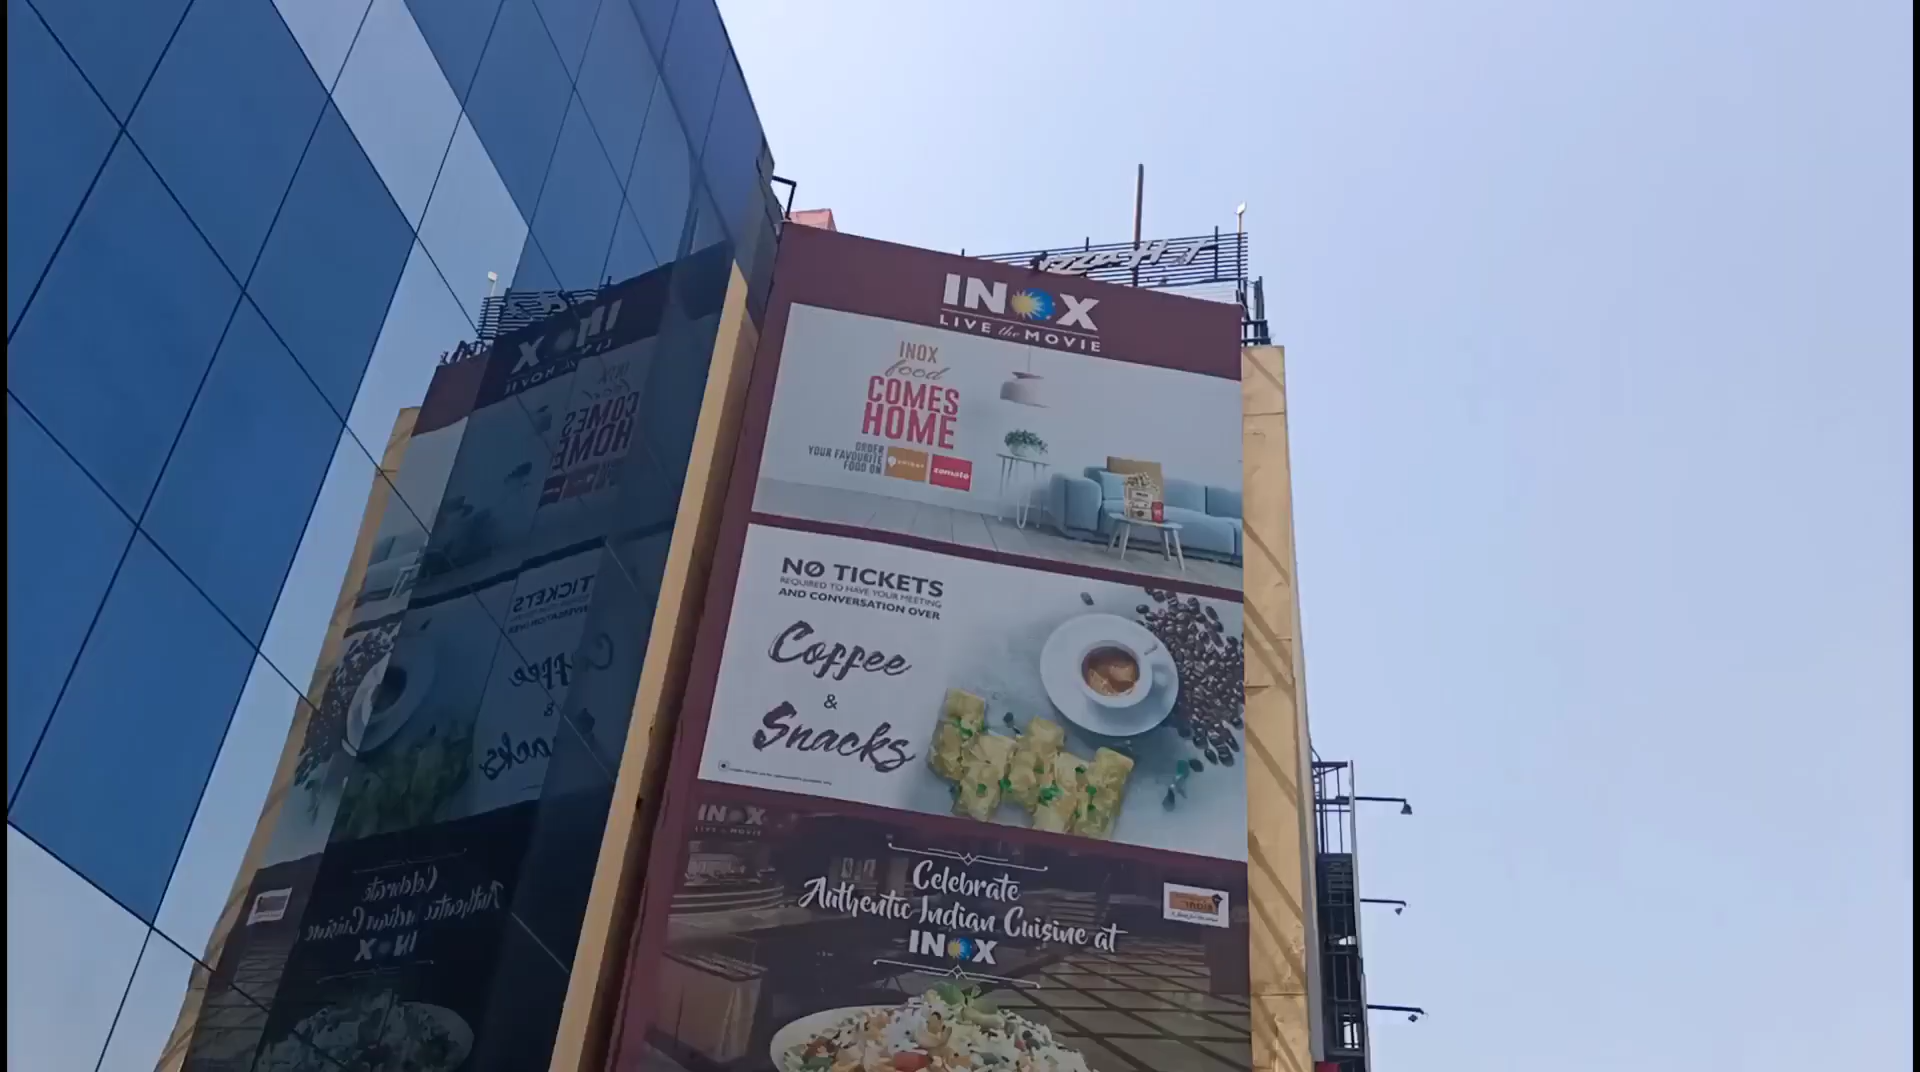 INOX
LIVE the MOVIE
INOX
food
COMES
HOME
ORDER
YOUR FAVOURITE
FOOD ON
zomato
NO TICKETS
REQUIRED TO HAVE YOUR MEETING
AND CONVERSATION OVER
Coffee
&
Snacks
INOX
LIVE the MOVIE
Celebrate
Authentic Indian Cuisine at
INOX